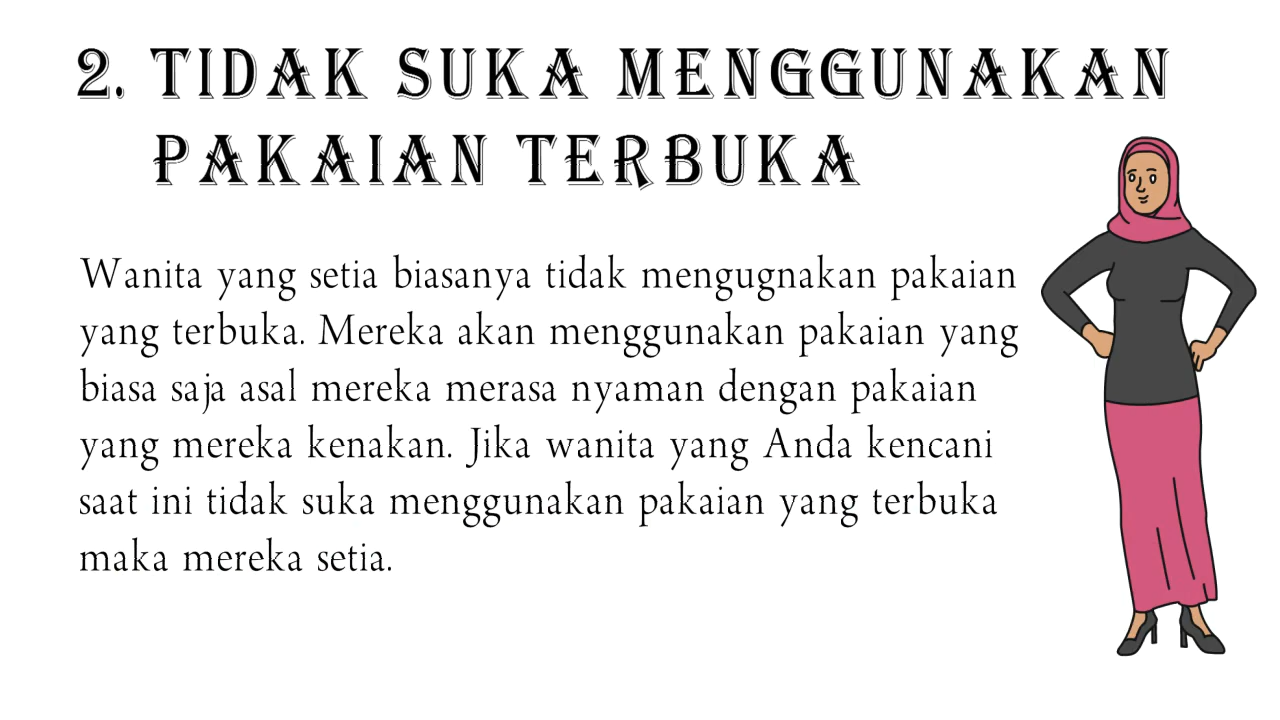 2. TIDAK SUKA MENGGUNAKAN
PAKAIAN TERBUKA
Wanita yang setia biasanya tidak mengugnakan pakaian
yang terbuka. Mereka akan menggunakan pakaian yang
biasa saja asal mereka merasa nyaman dengan pakaian
yang mereka kenakan. Jika wanita yang Anda kencani
saat ini tidak suka menggunakan pakaian yang terbuka
maka mereka setia.